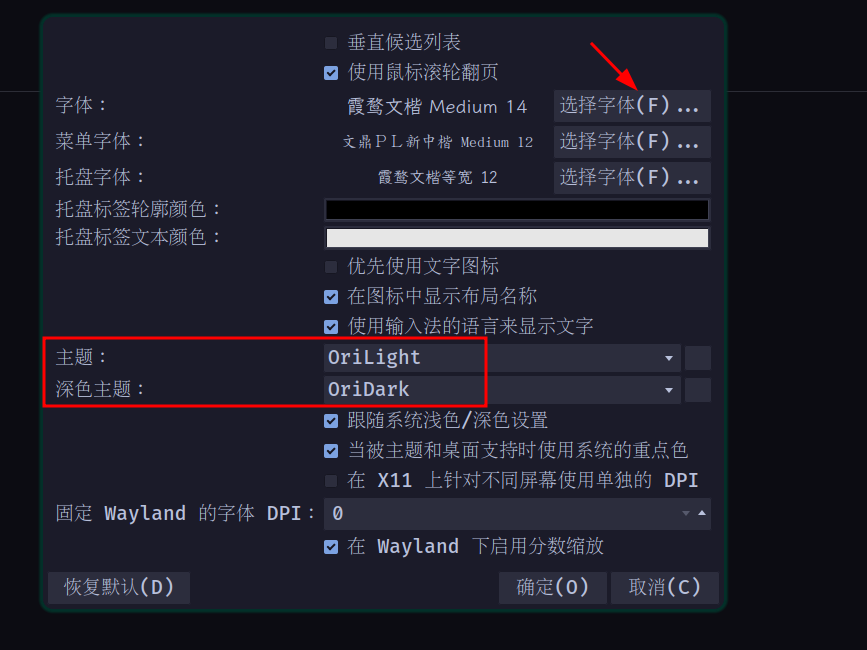 垂直候选列表
使用鼠标滚轮翻页
字体： 霞鹜文楷 Medium 14 选择字体(F)...
菜单字体： 文鼎ＰＬ新中楷 Medium 12 选择字体(F)...
托盘字体： 霞鹜文楷等宽 12 选择字体(F)...
托盘标签轮廓颜色：
托盘标签文本颜色：
优先使用文字图标
在图标中显示布局名称
使用输入法的语言来显示文字
主题： OriLight
深色主题： OriDark
跟随系统浅色/深色设置
当被主题和桌面支持时使用系统的重点色
在 X11 上针对不同屏幕使用单独的 DPI
固定 Wayland 的字体 DPI： 0
在 Wayland 下启用分数缩放
恢复默认(D) 确定(O) 取消(C)